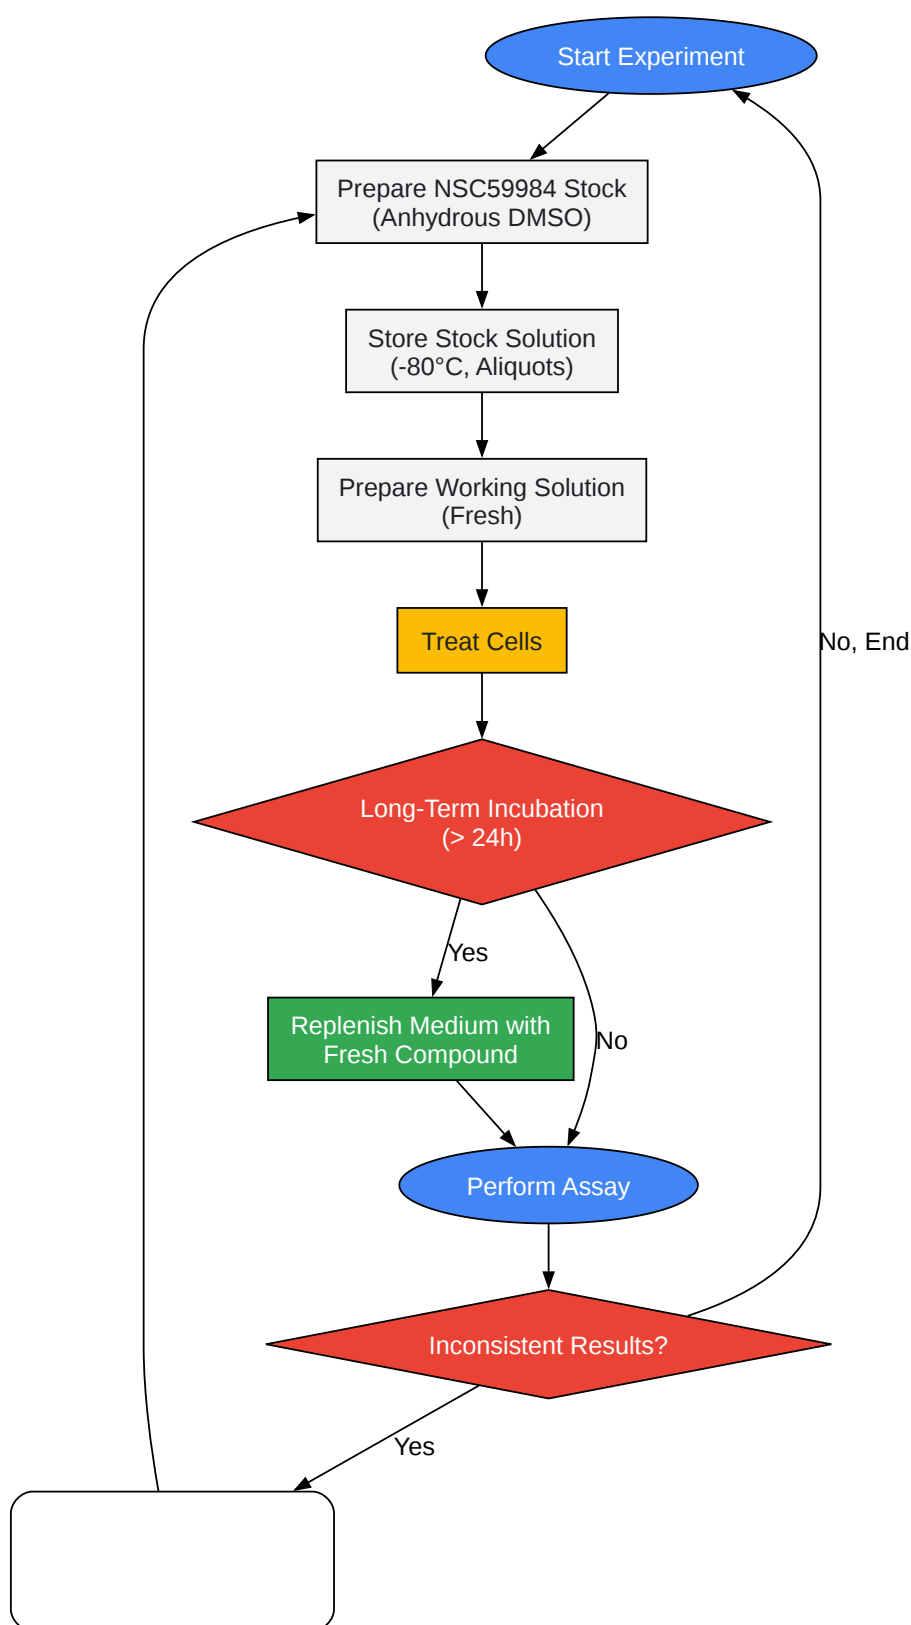 Start Experiment
Prepare NSC59984 Stock
(Anhydrous DMSO)
Store Stock Solution
(-80°C, Aliquots)
Prepare Working Solution
(Fresh)
Treat Cells
No, End
Long-Term Incubation
(> 24h)
Yes
Replenish Medium with
Fresh Compound
No
Perform Assay
Inconsistent Results?
Yes